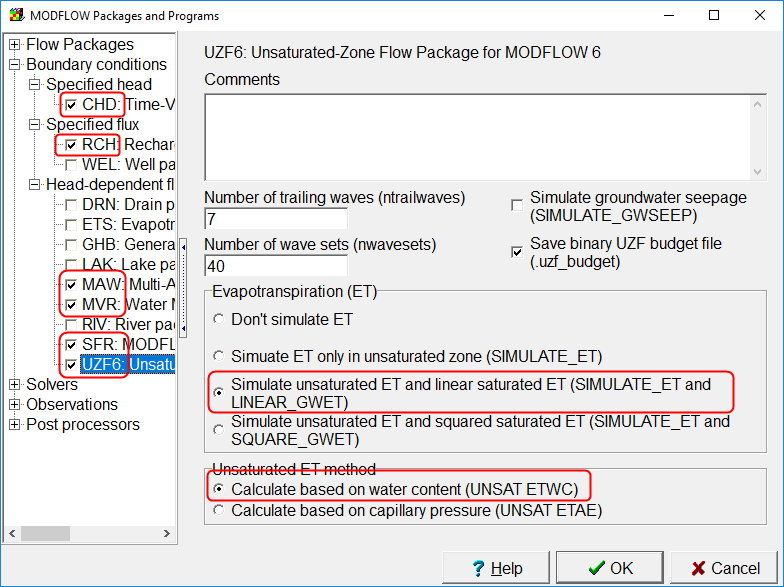 MODFLOW Packages and Programs
Flow Packages
Boundary conditions
Specified head
CHD: Time-V
Specified flux
RCH: Rechar
WEL: Well pa
Head-dependent fl
DRN: Drain p
ETS: Evapotr
GHB: Genera
LAK: Lake pa
MAW: Multi-A
MVR: Water M
RIV: River pac
SFR: MODFL
UZF6: Unsatu
Solvers
Observations
Post processors
UZF6: Unsaturated-Zone Flow Package for MODFLOW 6
Comments
Number of trailing waves (ntrailwaves)
7
Number of wave sets (nwavesets)
40
Simulate groundwater seepage
(SIMULATE_GWSEEP)
Save binary UZF budget file
(.uzf_budget)
Evapotranspiration (ET)
Don't simulate ET
Simuate ET only in unsaturated zone (SIMULATE_ET)
Simulate unsaturated ET and linear saturated ET (SIMULATE_ET and
LINEAR_GWET)
Simulate unsaturated ET and squared saturated ET (SIMULATE_ET and
SQUARE_GWET)
Unsaturated ET method
Calculate based on water content (UNSAT ETWC)
Calculate based on capillary pressure (UNSAT ETAE)
? Help
OK
Cancel